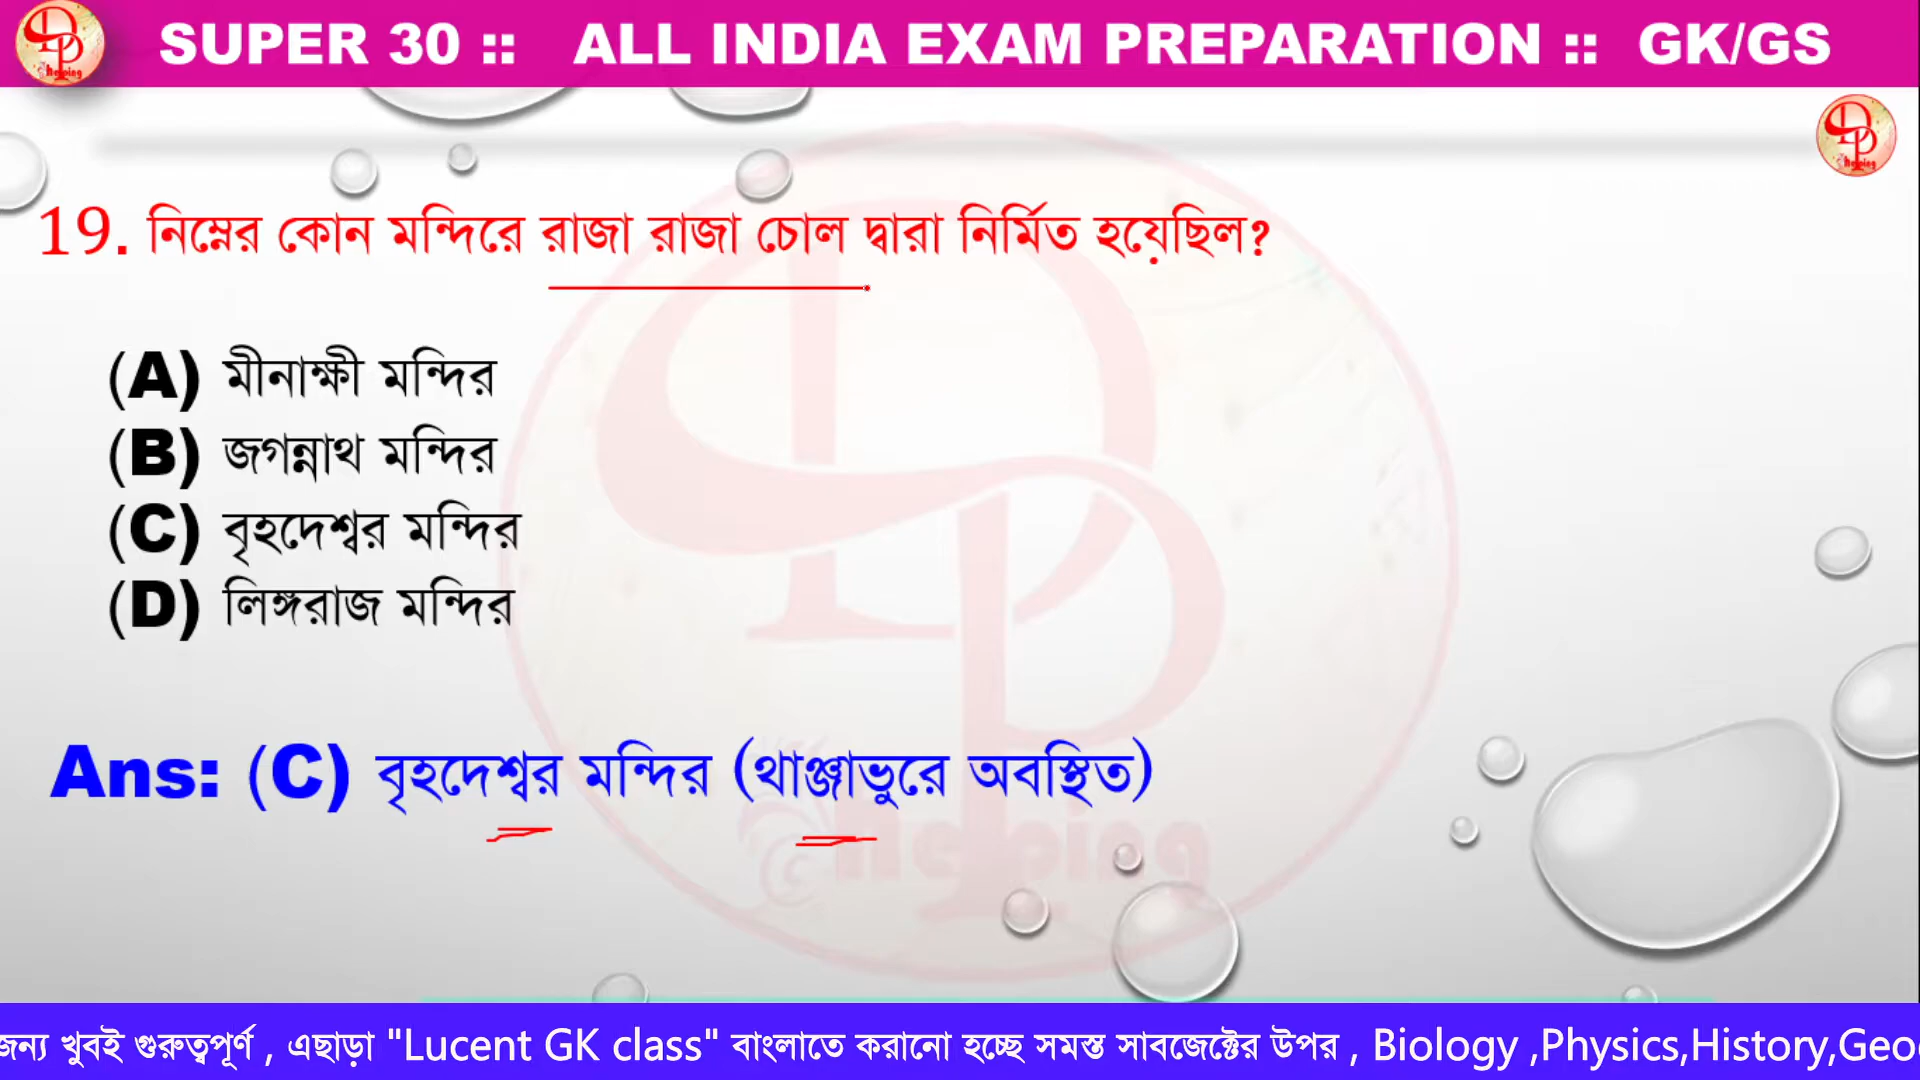 SUPER 30 :: ALL INDIA EXAM PREPARATION :: GK/GS
19. নিম্নের কোন মন্দিরে রাজা রাজা চোল দ্বারা নির্মিত হয়েছিল?
(A) মীনাক্ষী মন্দির
(B) জগন্নাথ মন্দির
(C) বৃহদেশ্বর মন্দির
(D) লিঙ্গরাজ মন্দির
Ans: (C) বৃহদেশ্বর মন্দির (থাঞ্জাভুরে অবস্থিত)
Helping
জন্য খুবই গুরুত্বপূর্ণ , এছাড়া "Lucent GK class" বাংলাতে করানো হচ্ছে সমস্ত সাবজেক্টের উপর , Biology ,Physics,History,Geo